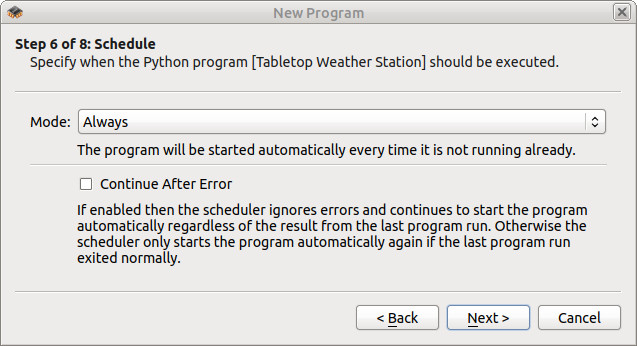 New Program
Step 6 of 8: Schedule
Specify when the Python program [Tabletop Weather Station] should be executed.
Mode: Always
The program will be started automatically every time it is not running already.
Continue After Error
If enabled then the scheduler ignores errors and continues to start the program
automatically regardless of the result from the last program run. Otherwise the
scheduler only starts the program automatically again if the last program run
exited normally.
< Back Next > Cancel